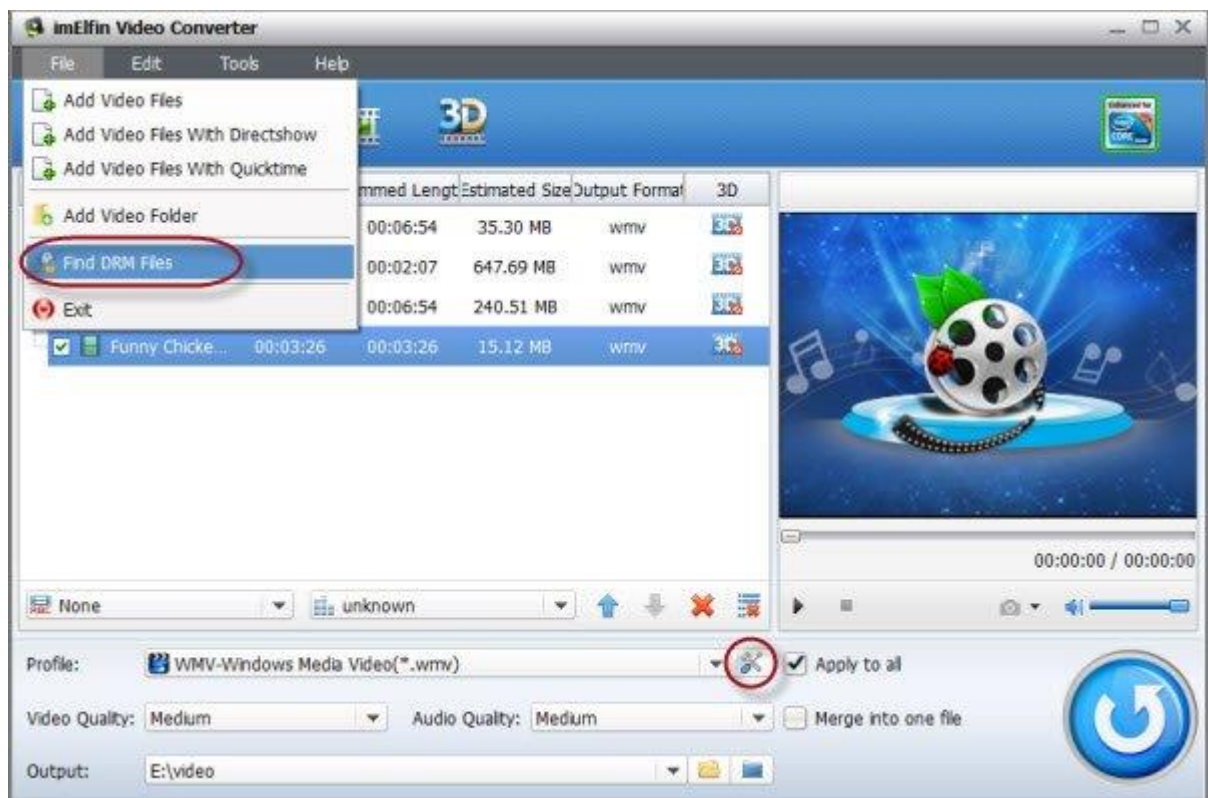 imElfin Video Converter
File Edit Tools Help
Add Video Files
Add Video Files With Directshow
Add Video Files With Quicktime
Add Video Folder
Find DRM Files
Exit
3D
Enhanced for
CORE
mmed Lengt Estimated Size Output Format 3D
00:06:54 35.30 MB wmv
00:02:07 647.69 MB wmv
00:06:54 240.51 MB wmv
Funny Chicke... 00:03:26 00:03:26 15.12 MB wmv
00:00:00 / 00:00:00
None unknown
Profile: WMV-Windows Media Video(*.wmv) Apply to all
Video Quality: Medium Audio Quality: Medium Merge into one file
Output: E:\video